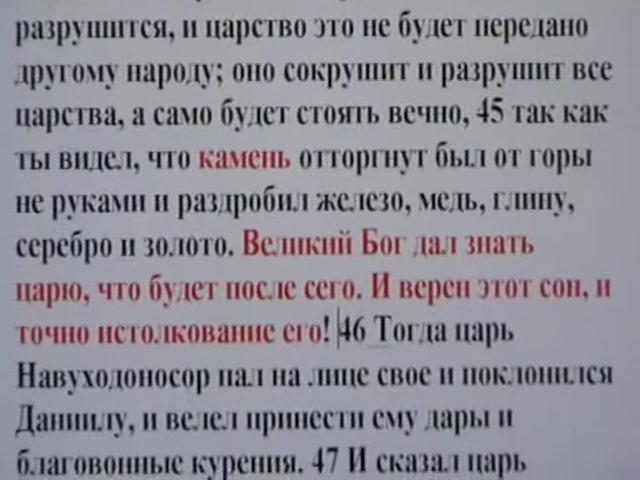 разрушится, и царство это не будет передано
другому народу; оно сокрушит и разрушит все
царства, а само будет стоять вечно, 45 так как
ты видел, что камень отторгнут был от горы
не руками и раздробил железо, медь, глину,
серебро и золото. Великий Бог дал знать
царю, что будет после сего. И верен этот сон, и
точно истолкование его! 46 Тогда царь
Навуходоносор пал на лице свое и поклонился
Даниилу, и велел принести ему дары и
благовонные курения. 47 И сказал царь